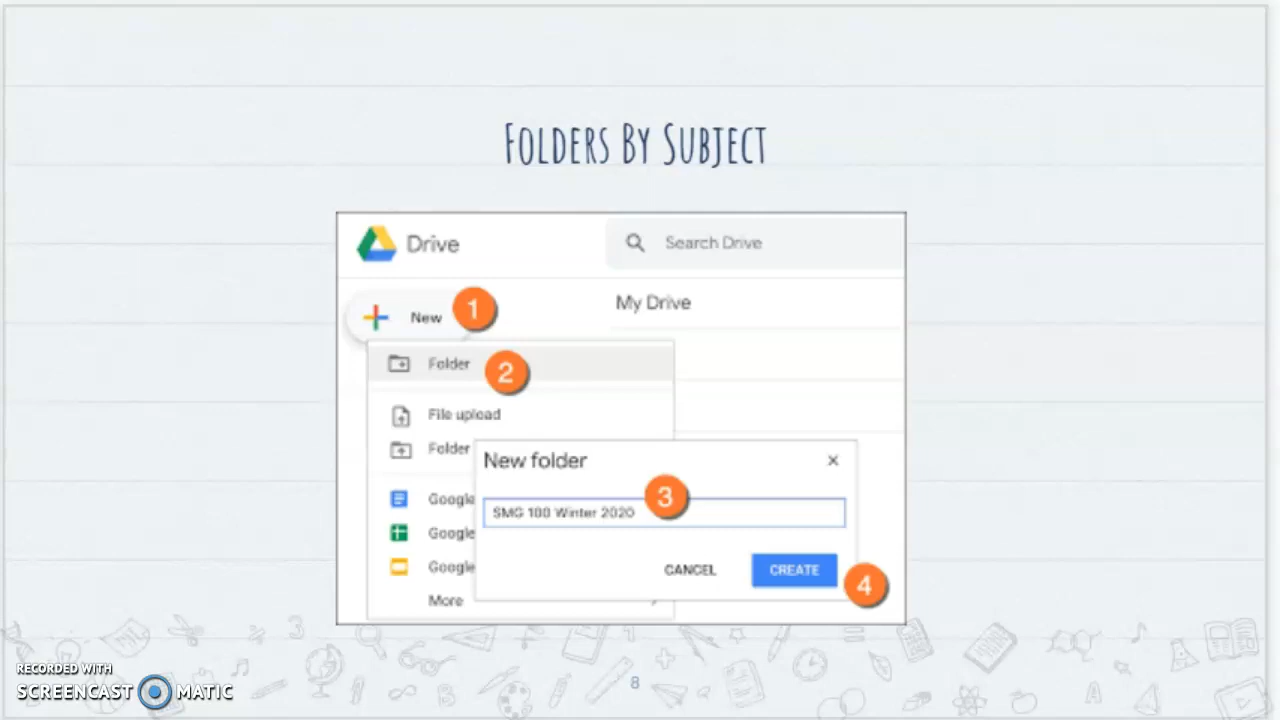 FOLDERS BY SUBJECT
Drive
Search Drive
New
1
My Drive
Folder
2
File upload
Folder
New folder
3
SMG 100 Winter 2020
Google
Google
Google
CANCEL
CREATE
4
More
RECORDED WITH
SCREENCAST MATIC
8